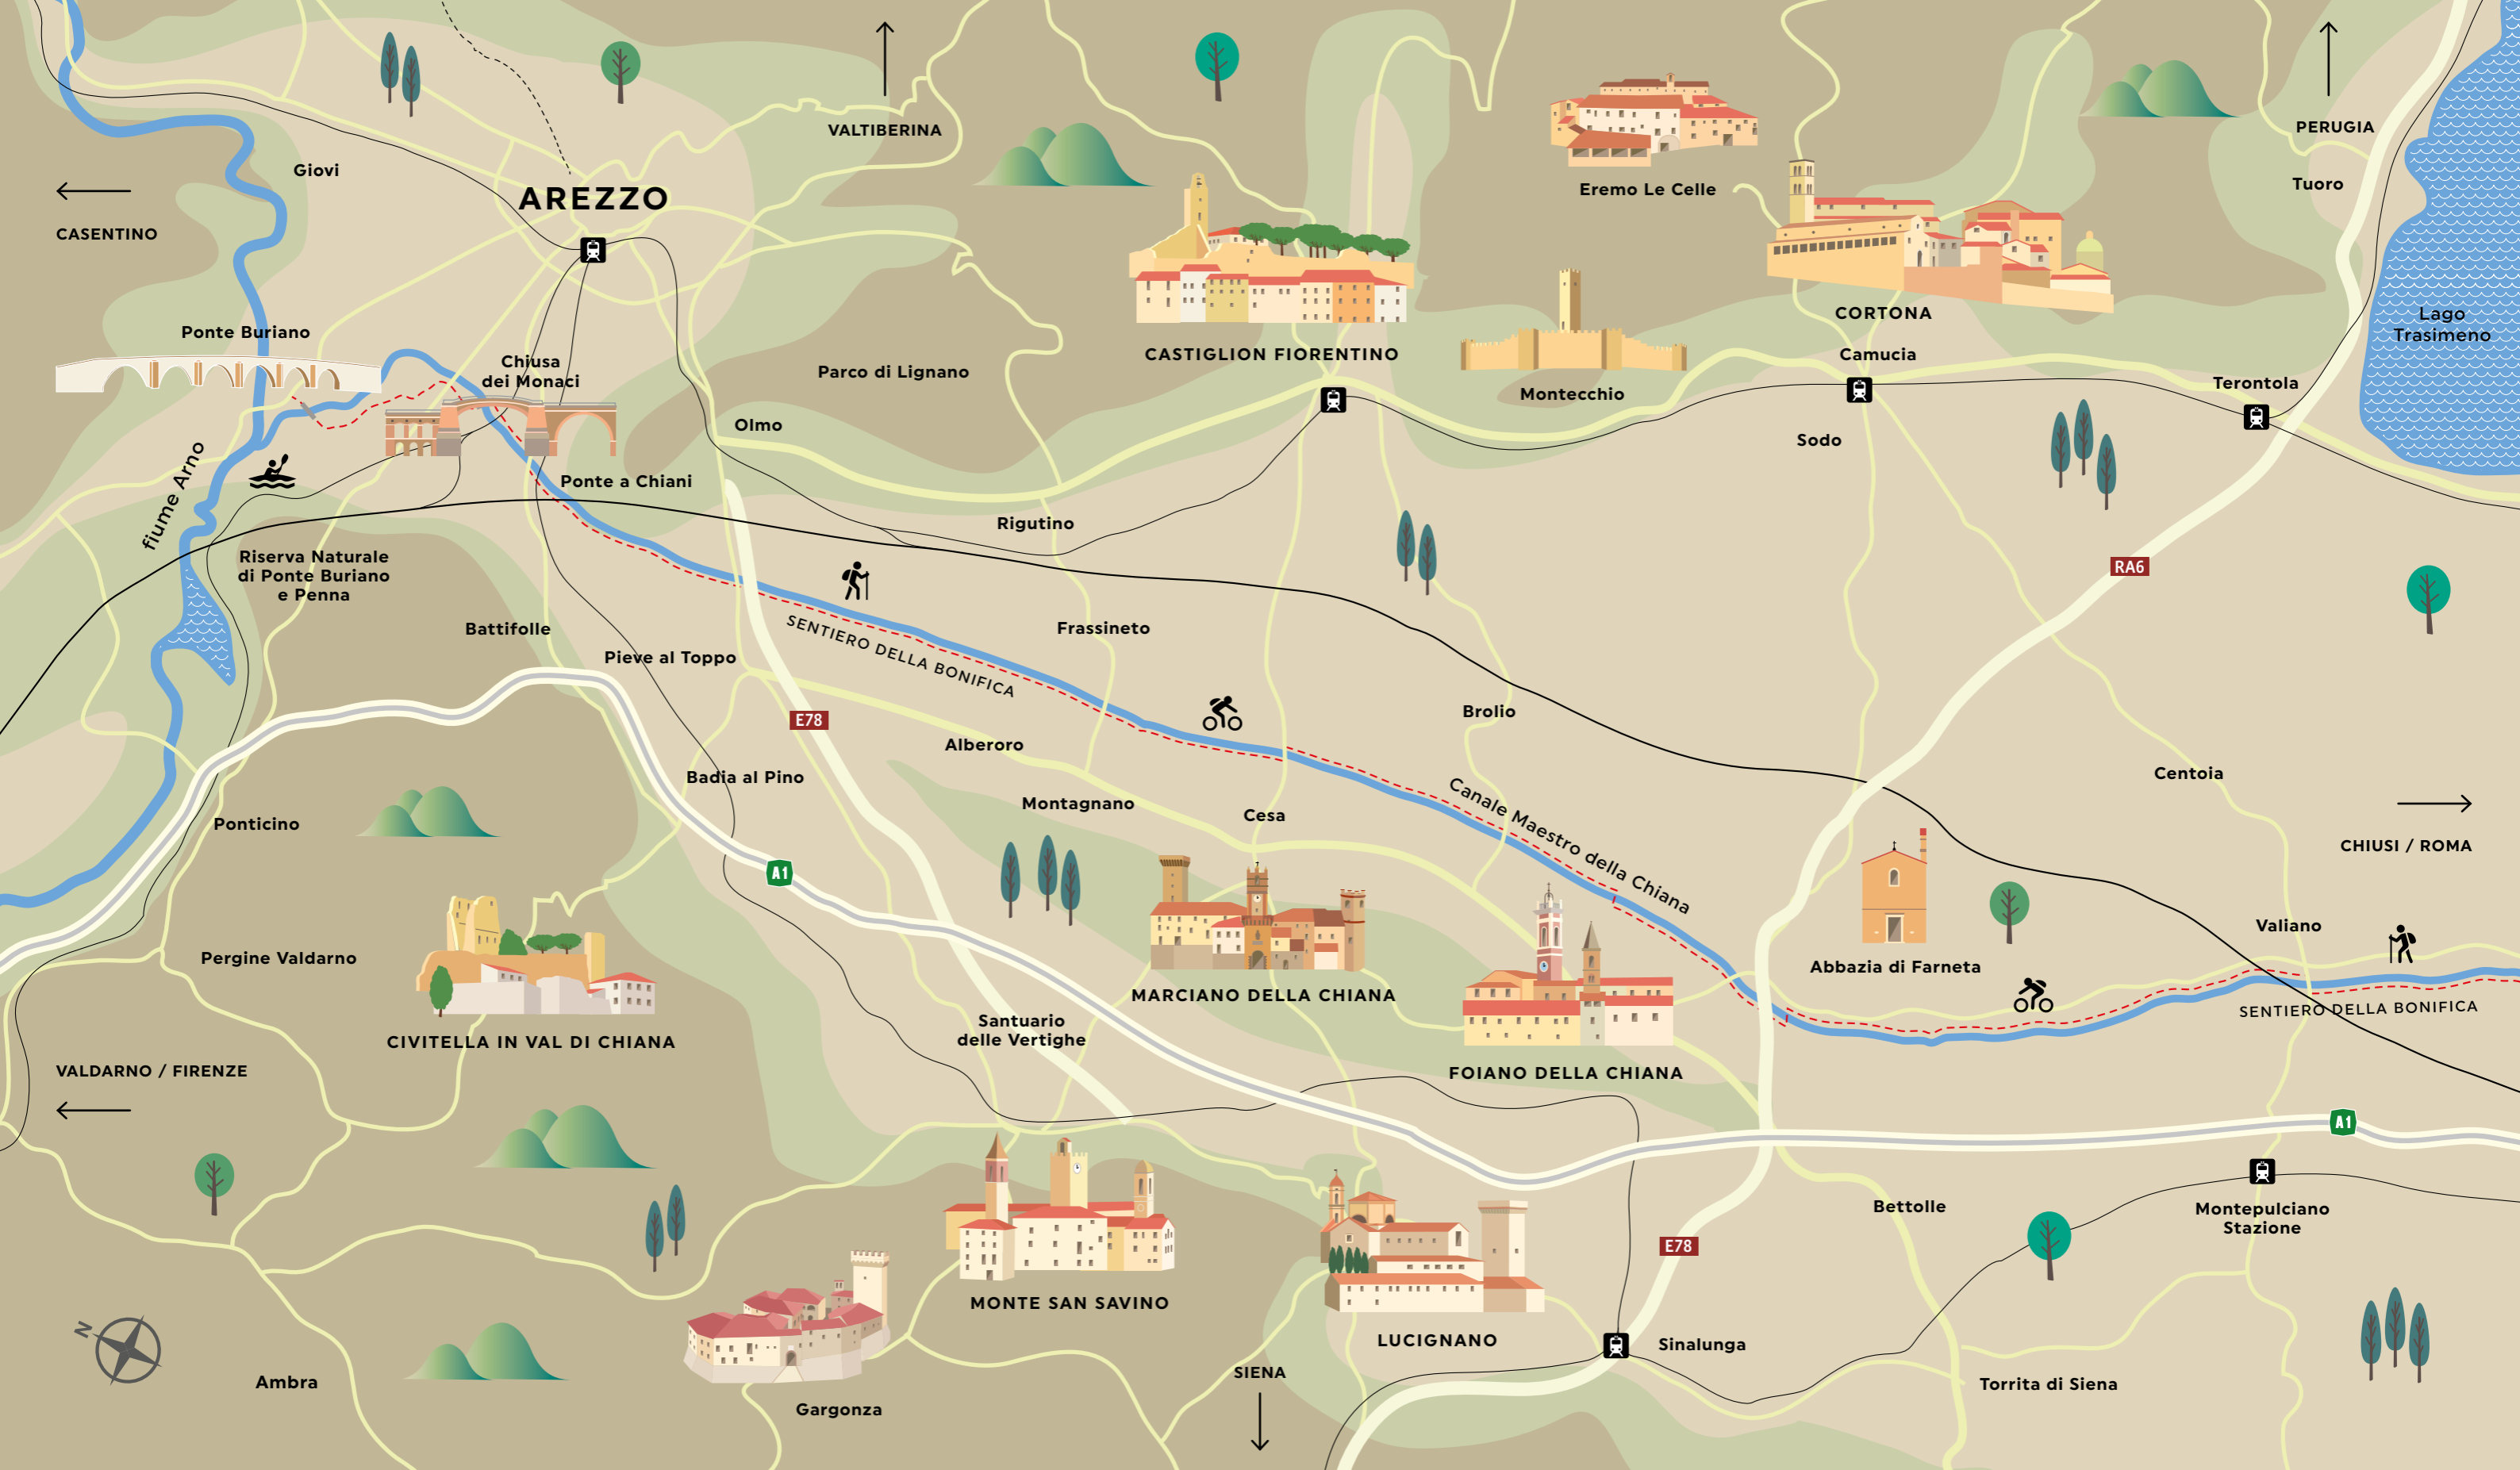 VALTIBERINA
PERUGIA
Giovi
AREZZO
Eremo Le Celle
Tuoro
CASENTINO
CORTONA
Lago
Trasimeno
Ponte Buriano
Chiusa
dei Monaci
Parco di Lignano
CASTIGLION FIORENTINO
Camucia
Montecchio
Terontola
Olmo
Sodo
fiume Arno
Ponte a Chiani
Rigutino
Riserva Naturale
di Ponte Buriano
e Penna
RA6
Battifolle
Frassineto
Pieve al Toppo
SENTIERO DELLA BONIFICA
E78
Brolio
Alberoro
Badia al Pino
Montagnano
Cesa
Canale Maestro della Chiana
Centoia
Ponticino
CHIUSI / ROMA
A1
Valiano
Pergine Valdarno
Abbazia di Farneta
MARCIANO DELLA CHIANA
SENTIERO DELLA BONIFICA
CIVITELLA IN VAL DI CHIANA
Santuario
delle Vertighe
VALDARNO / FIRENZE
FOIANO DELLA CHIANA
A1
Bettolle
Montepulciano
Stazione
E78
MONTE SAN SAVINO
LUCIGNANO
Sinalunga
N
SIENA
Ambra
Torrita di Siena
Gargonza